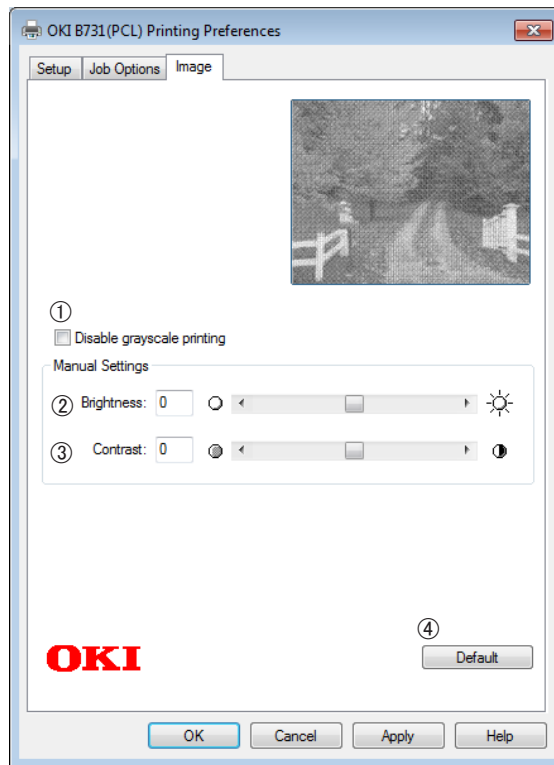 OKI B731(PCL) Printing Preferences
Setup Job Options Image
①
Disable grayscale printing
Manual Settings
② Brightness: 0
③ Contrast: 0
④
OKI Default
OK Cancel Apply Help